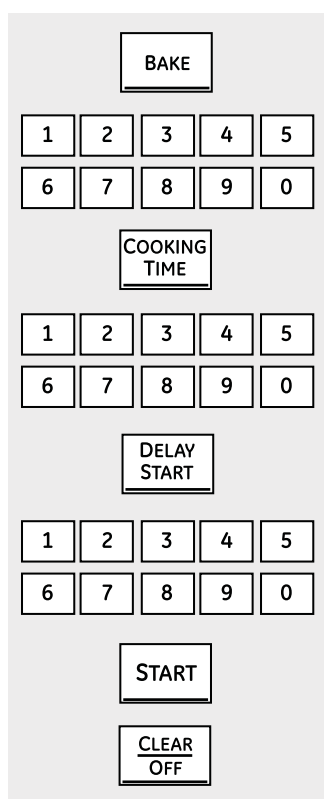 BAKE
1 2 3 4 5
6 7 8 9 0
COOKING
TIME
1 2 3 4 5
6 7 8 9 0
DELAY
START
1 2 3 4 5
6 7 8 9 0
START
CLEAR
OFF